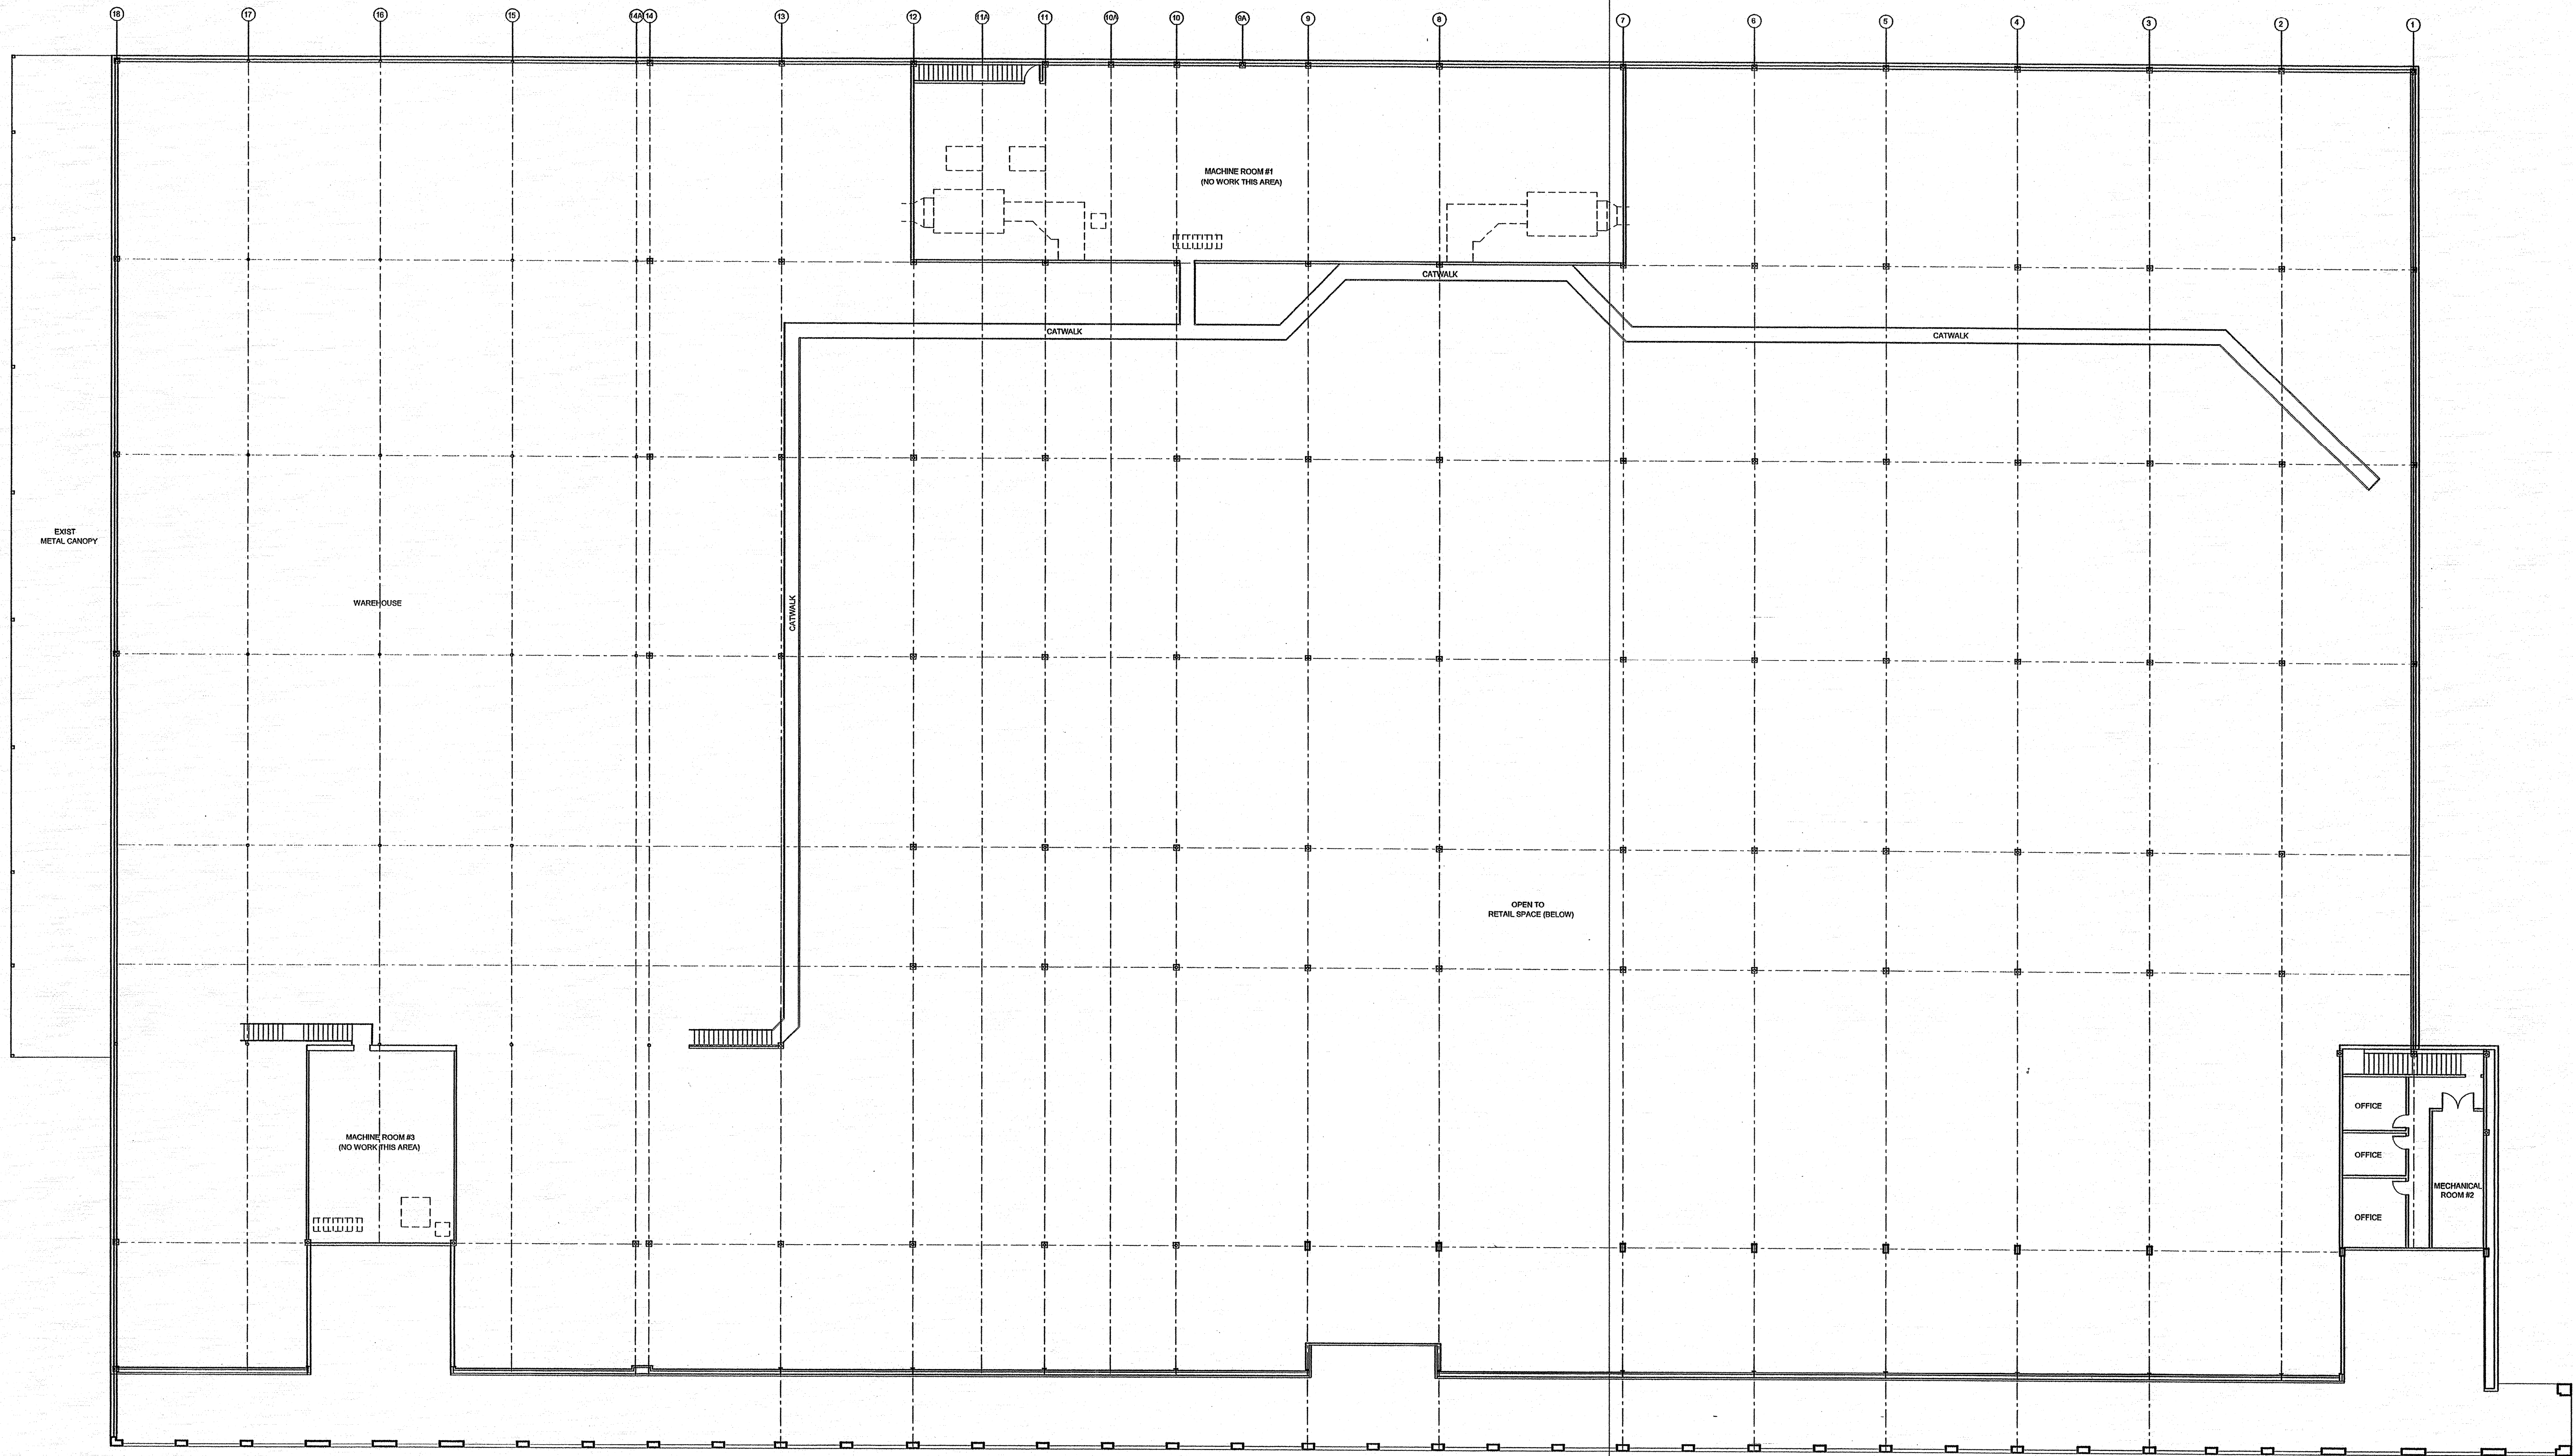 18 17 16 15 14A 14 13 12 11A 11 10A 10 9A 9 8 7 6 5 4 3 2 1
MACHINE ROOM #1
(NO WORK THIS AREA)
CATWALK
CATWALK
CATWALK
EXIST
METAL CANOPY
WAREHOUSE
CATWALK
OPEN TO
RETAIL SPACE (BELOW)
MACHINE ROOM #3
(NO WORK THIS AREA)
OFFICE
OFFICE
OFFICE
MECHANICAL
ROOM #2